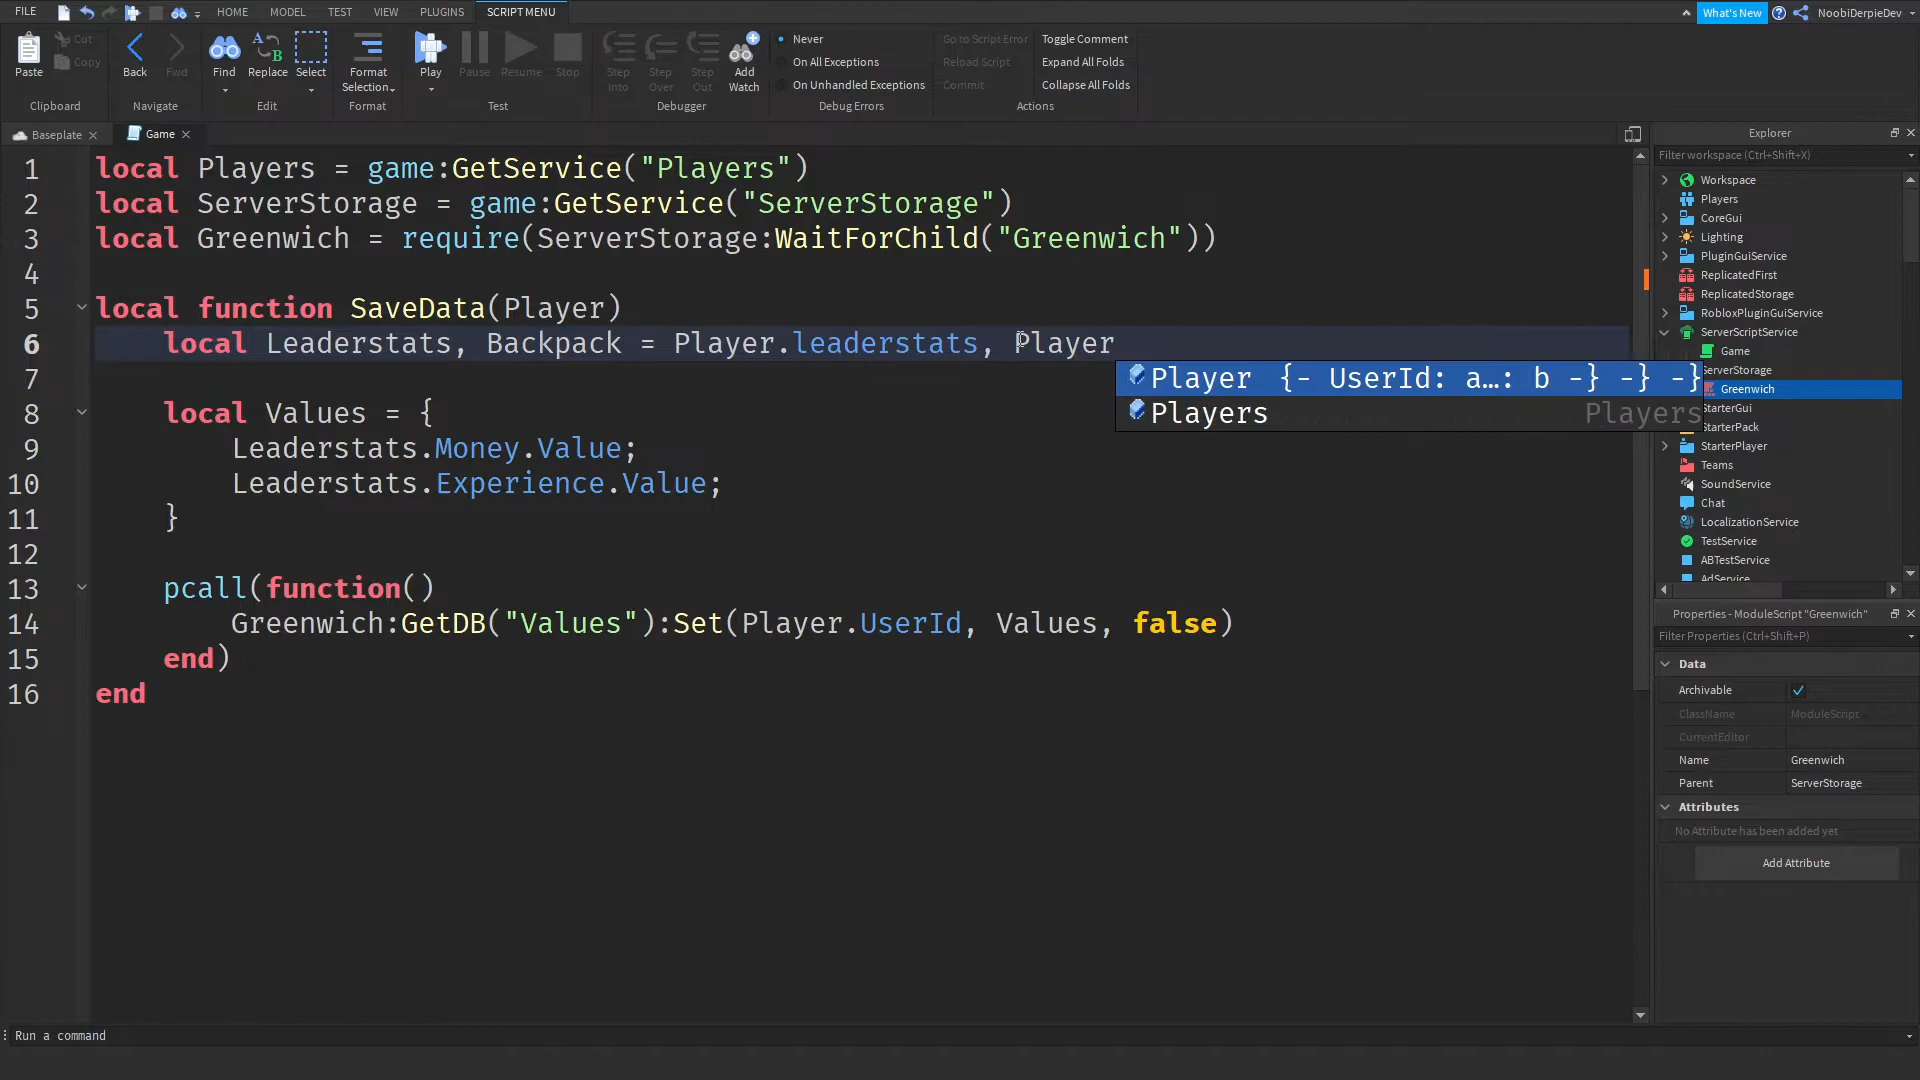 FILE HOME MODEL TEST VIEW PLUGINS SCRIPT MENU What's New NoobiDerpieDev
Paste Cut Copy
Clipboard
Back Fwd
Navigate
Find Replace Select
Edit
Format Selection
Format
Play Pause Resume Stop
Test
Step Into Step Over Step Out Add Watch
Debugger
Never
On All Exceptions
On Unhandled Exceptions
Debug Errors
Go to Script Error
Reload Script
Commit
Toggle Comment
Expand All Folds
Collapse All Folds
Actions
Baseplate Game
1 local Players = game:GetService("Players")
2 local ServerStorage = game:GetService("ServerStorage")
3 local Greenwich = require(ServerStorage:WaitForChild("Greenwich"))
4
5 local function SaveData(Player)
6 local Leaderstats, Backpack = Player.leaderstats, Player
Player {- UserId: a…: b -} -} -}
Players Players
7
8 local Values = {
9 Leaderstats.Money.Value;
10 Leaderstats.Experience.Value;
11 }
12
13 pcall(function()
14 Greenwich:GetDB("Values"):Set(Player.UserId, Values, false)
15 end)
16 end
Explorer
Filter workspace (Ctrl+Shift+X)
Workspace
Players
CoreGui
Lighting
PluginGuiService
ReplicatedFirst
ReplicatedStorage
RobloxPluginGuiService
ServerScriptService
Game
ServerStorage
Greenwich
StarterGui
StarterPack
StarterPlayer
Teams
SoundService
Chat
LocalizationService
TestService
ABTestService
AdService
Properties - ModuleScript "Greenwich"
Filter Properties (Ctrl+Shift+P)
Data
Archivable
ClassName ModuleScript
CurrentEditor
Name Greenwich
Parent ServerStorage
Attributes
No Attribute has been added yet
Add Attribute
Run a command